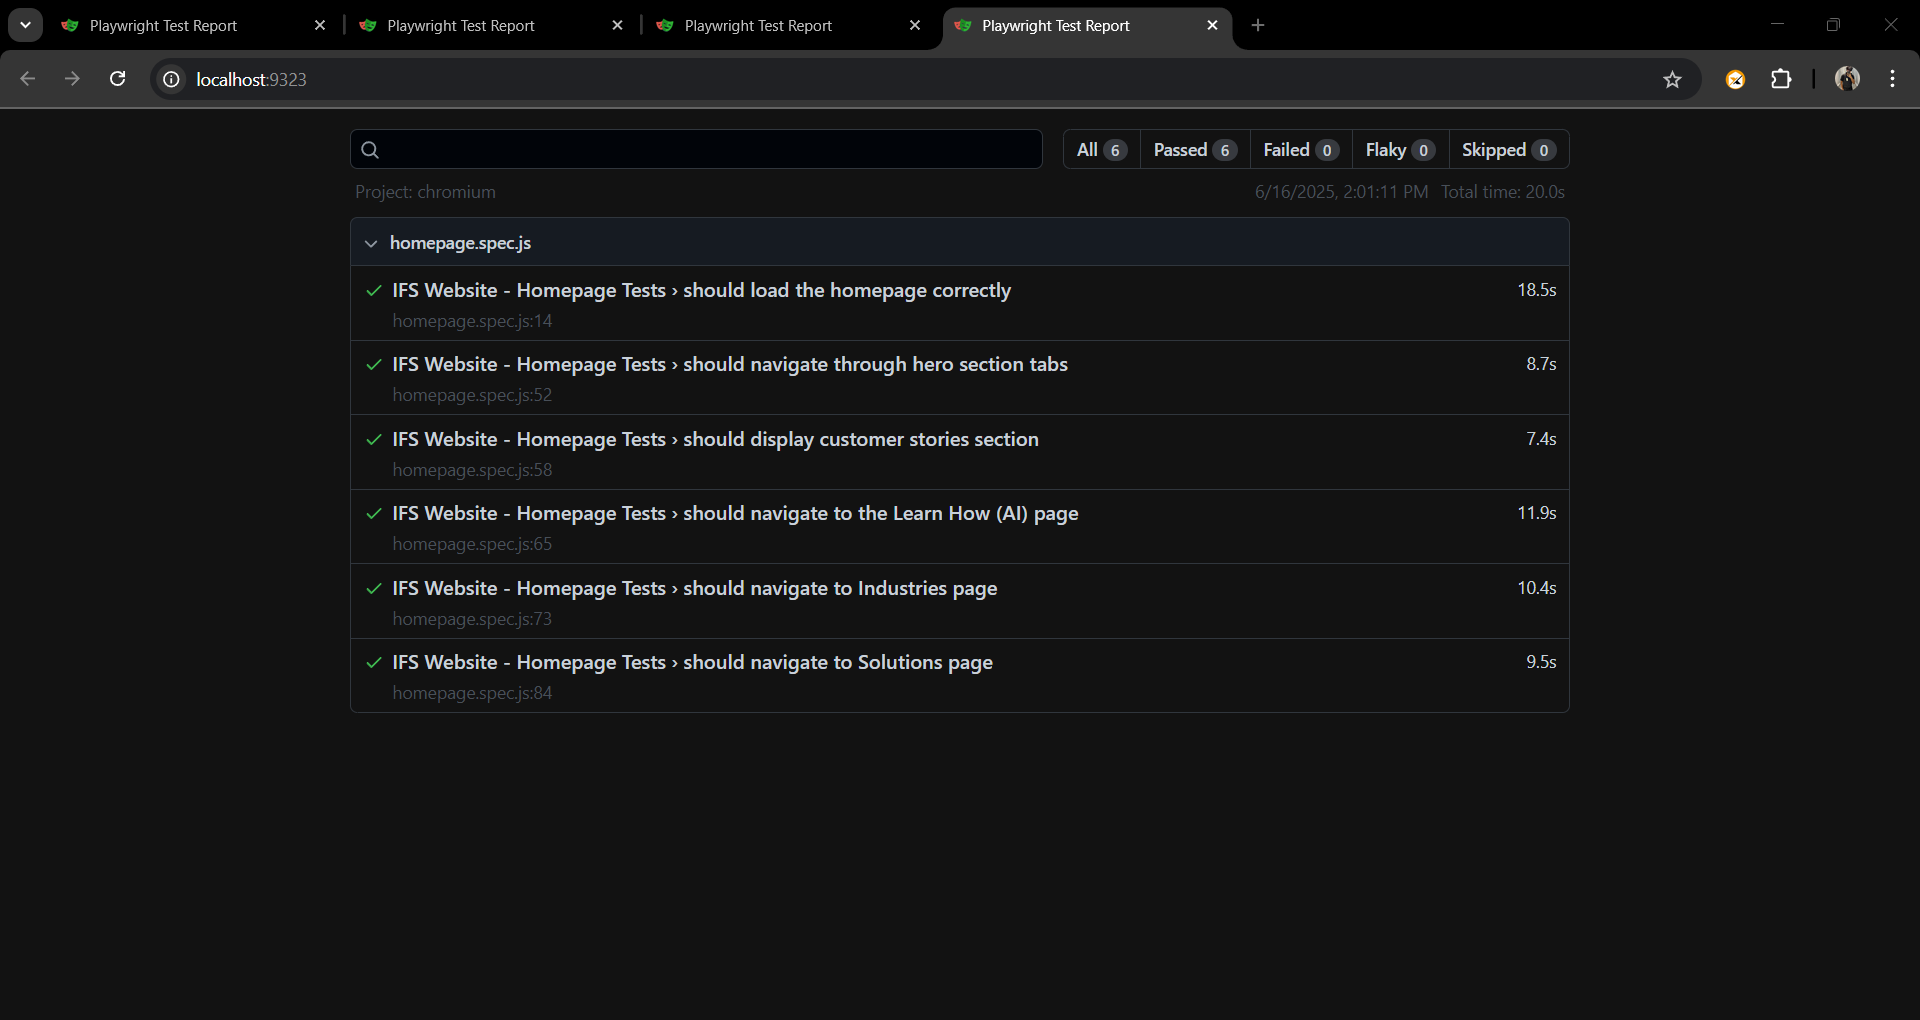 Playwright Test Report
Playwright Test Report
Playwright Test Report
Playwright Test Report
localhost:9323
All 6
Passed 6
Failed 0
Flaky 0
Skipped 0
Project: chromium
6/16/2025, 2:01:11 PM Total time: 20.0s
homepage.spec.js
IFS Website - Homepage Tests › should load the homepage correctly 18.5s
homepage.spec.js:14
IFS Website - Homepage Tests › should navigate through hero section tabs 8.7s
homepage.spec.js:52
IFS Website - Homepage Tests › should display customer stories section 7.4s
homepage.spec.js:58
IFS Website - Homepage Tests › should navigate to the Learn How (AI) page 11.9s
homepage.spec.js:65
IFS Website - Homepage Tests › should navigate to Industries page 10.4s
homepage.spec.js:73
IFS Website - Homepage Tests › should navigate to Solutions page 9.5s
homepage.spec.js:84